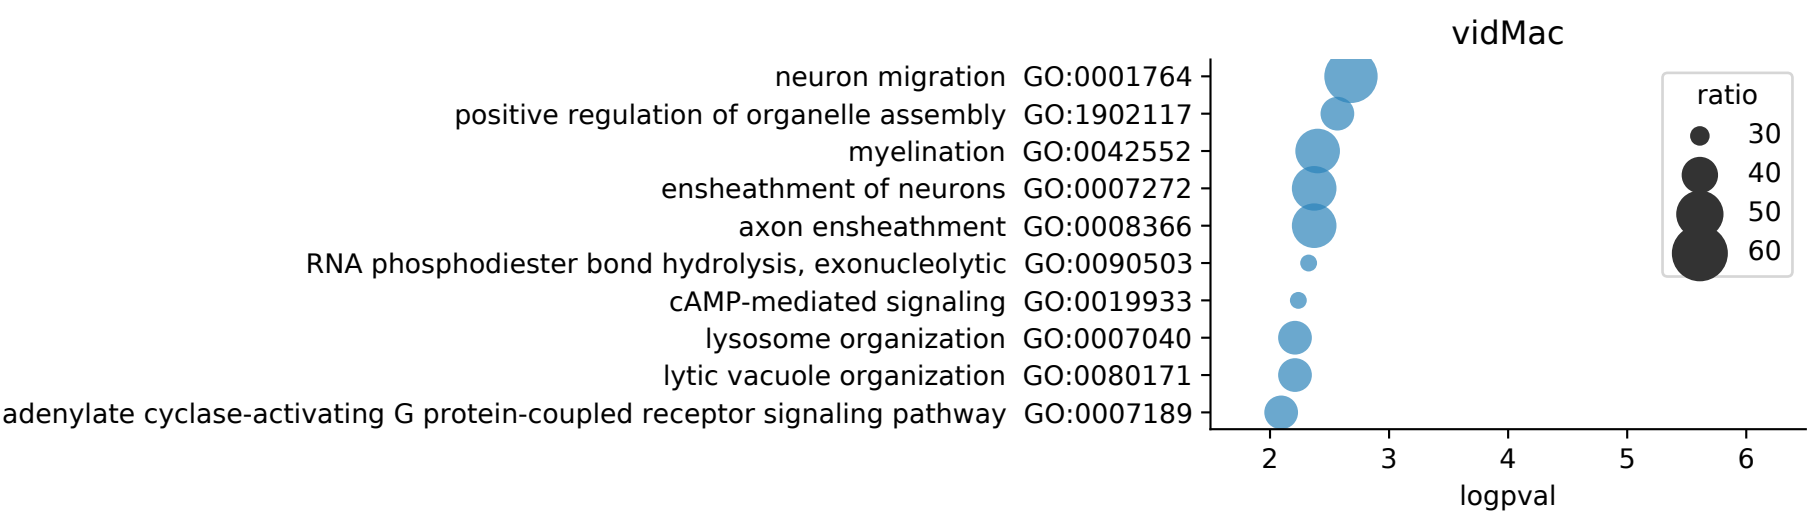 vidMac
neuron migration GO:0001764
positive regulation of organelle assembly GO:1902117
myelination GO:0042552
ensheathment of neurons GO:0007272
axon ensheathment GO:0008366
RNA phosphodiester bond hydrolysis, exonucleolytic GO:0090503
cAMP-mediated signaling GO:0019933
lysosome organization GO:0007040
lytic vacuole organization GO:0080171
adenylate cyclase-activating G protein-coupled receptor signaling pathway GO:0007189
ratio
30
40
50
60
2 3 4 5 6
logpval